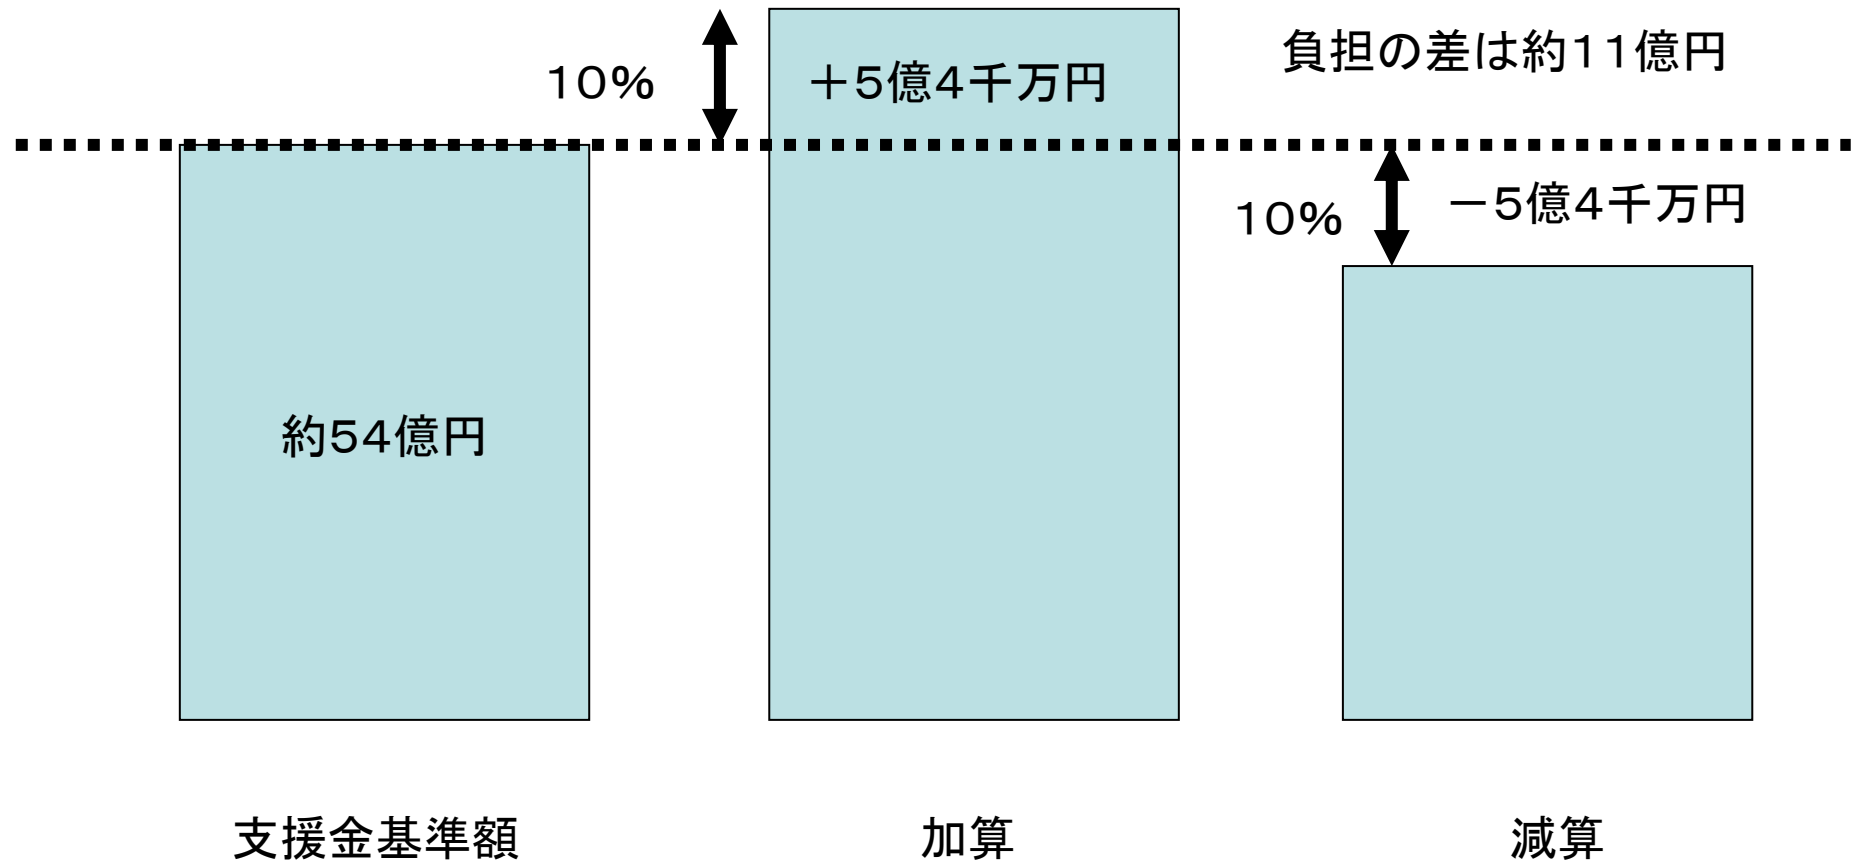 負担の差は約11億円
10%
＋5億4千万円
10%
－5億4千万円
約54億円
支援金基準額
加算
減算